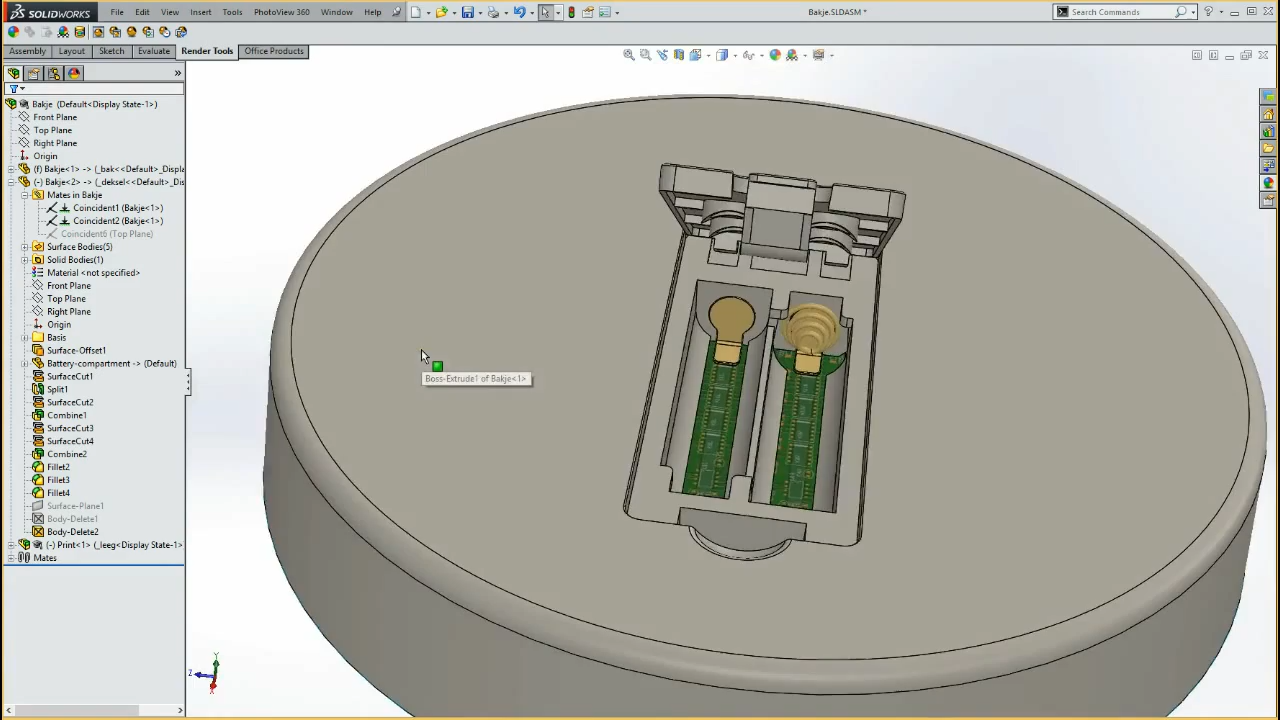 SOLIDWORKS File Edit View Insert Tools PhotoView 360 Window Help Bakje.SLDASM * Search Commands
Assembly Layout Sketch Evaluate Render Tools Office Products
Bakje (Default<Display State-1>)
Front Plane
Top Plane
Right Plane
Origin
(f) Bakje<1> -> (_bak<<Default>_Displa
(-) Bakje<2> -> (_deksel<<Default>_Dis
Mates in Bakje
Coincident1 (Bakje<1>)
Coincident2 (Bakje<1>)
Coincident6 (Top Plane)
Surface Bodies(5)
Solid Bodies(1)
Material <not specified>
Front Plane
Top Plane
Right Plane
Origin
Basis
Surface-Offset1
Battery-compartment -> (Default)
SurfaceCut1
Split1
SurfaceCut2
Combine1
SurfaceCut3
SurfaceCut4
Combine2
Fillet2
Fillet3
Fillet4
Surface-Plane1
Body-Delete1
Body-Delete2
(-) Print<1> (_leeg<Display State-1>
Mates
Boss-Extrude1 of Bakje<1>
Y
Z
X